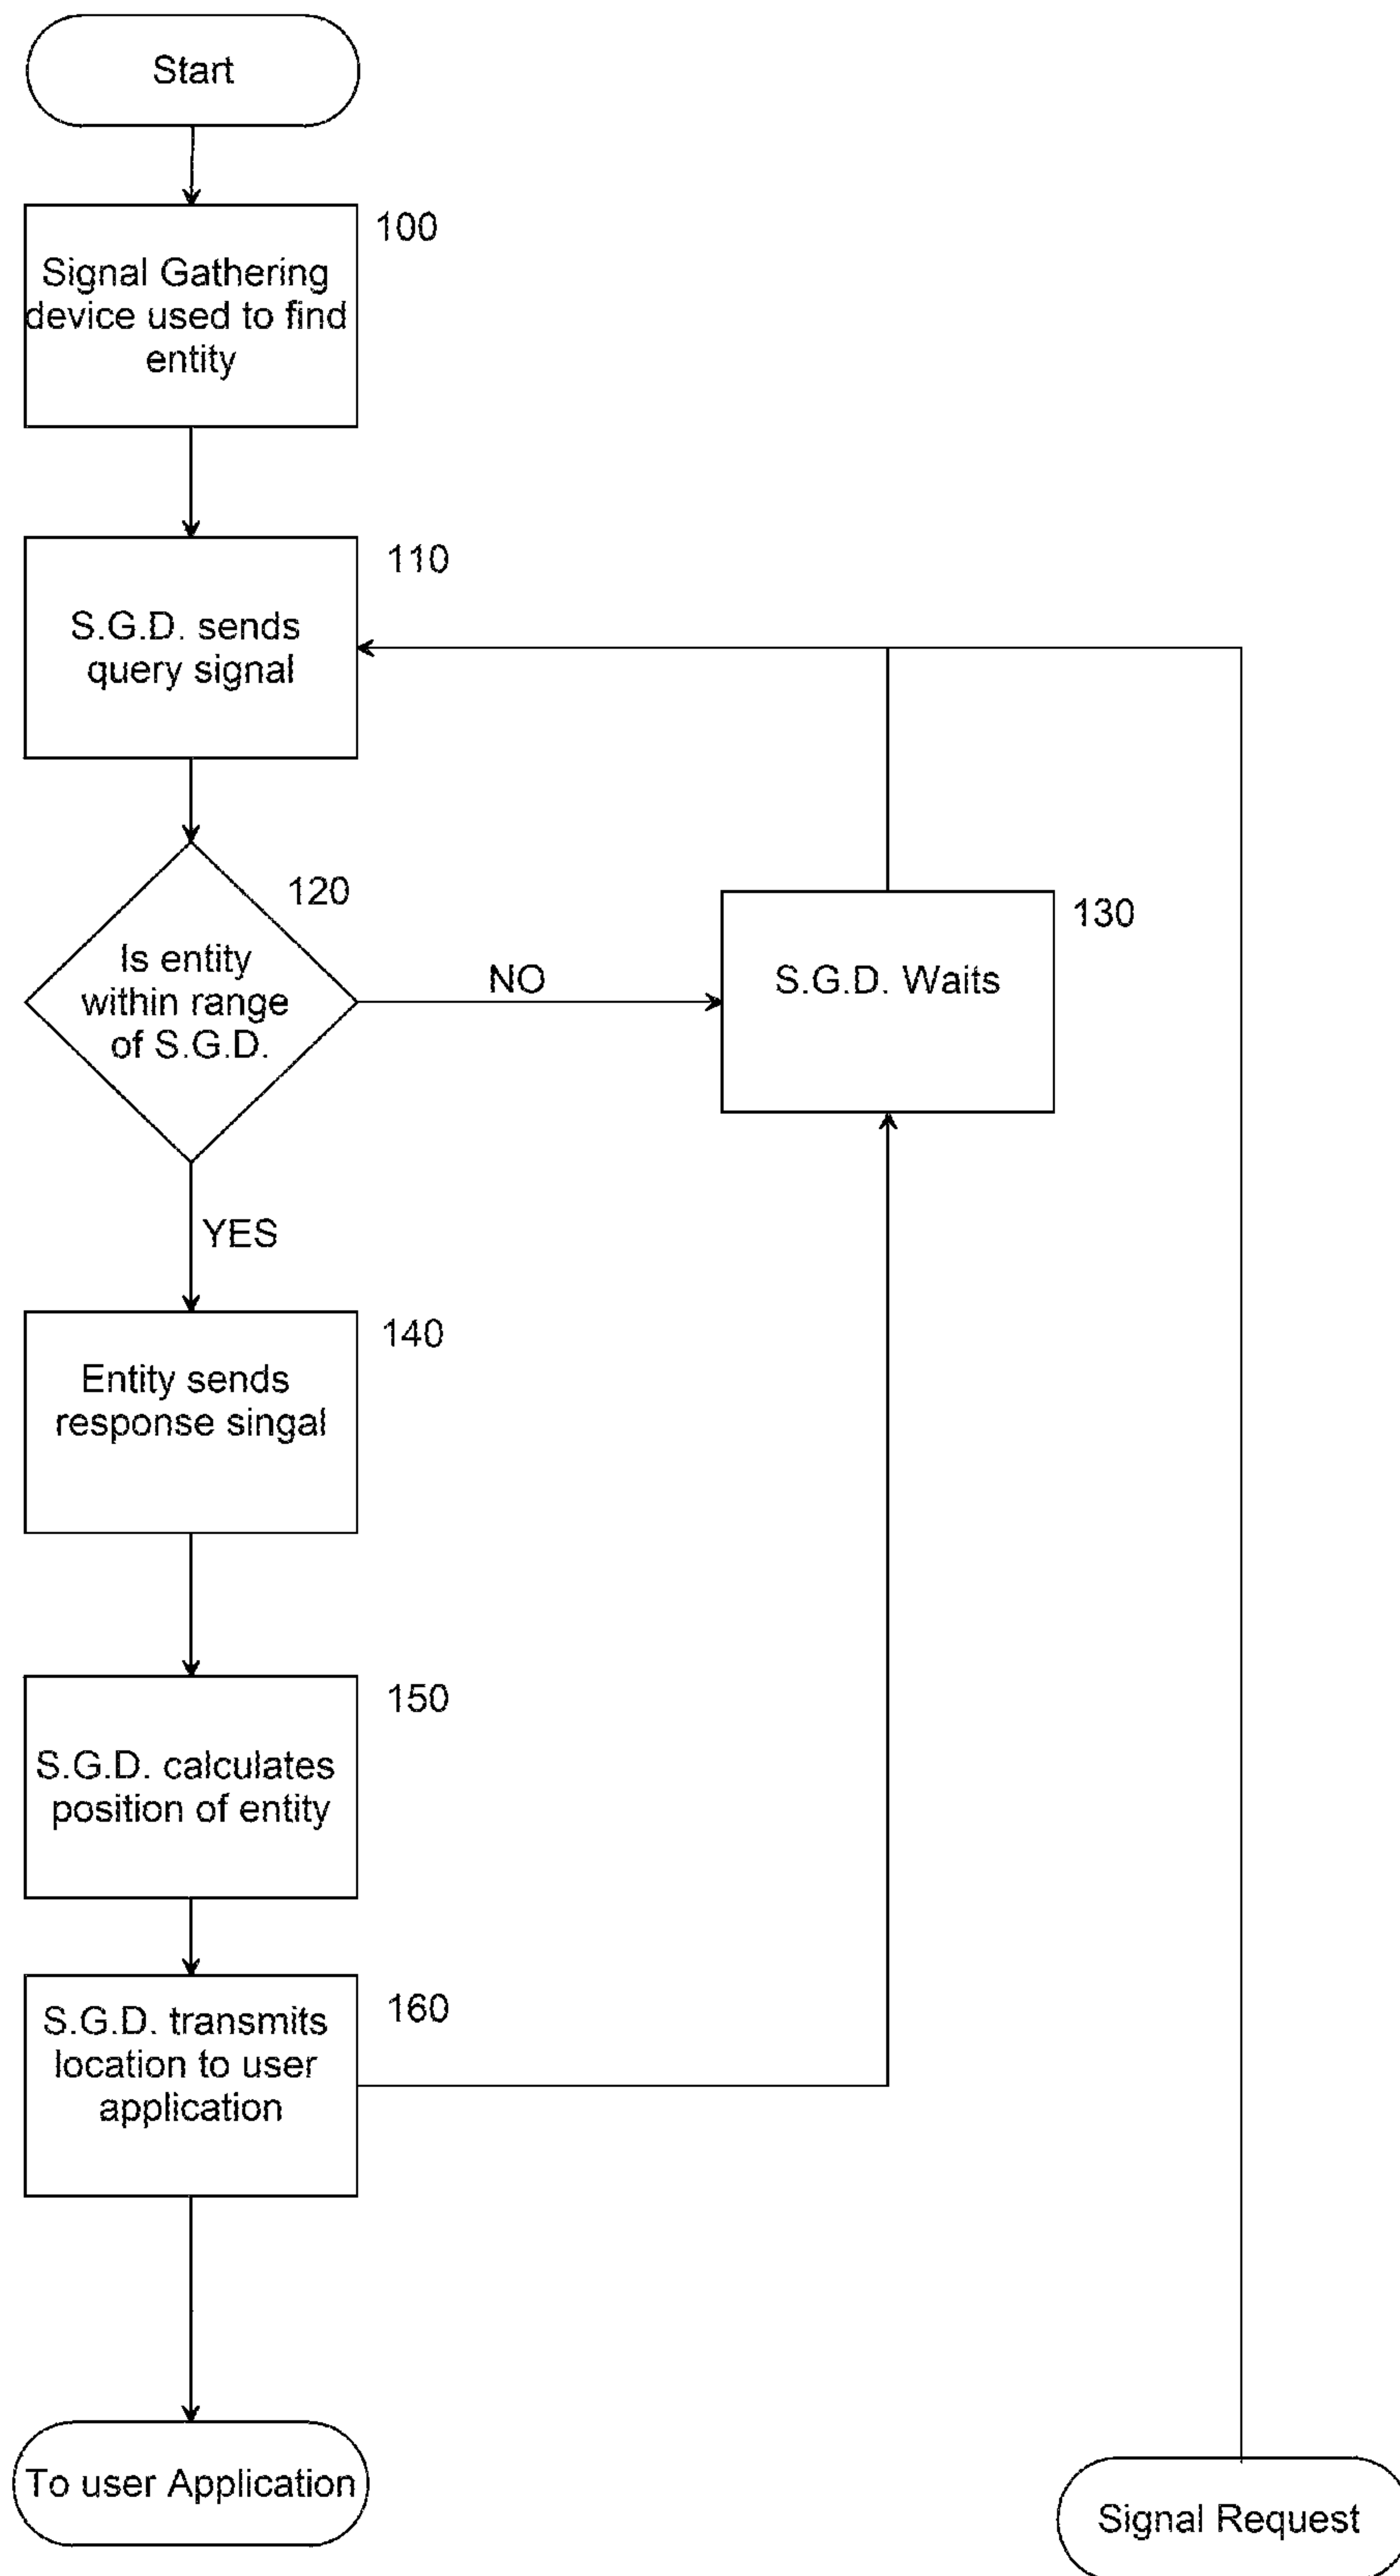 Start
100
Signal Gathering
device used to find
entity
110
S.G.D. sends
query signal
120
Is entity
within range
of S.G.D.
NO
130
S.G.D. Waits
YES
140
Entity sends
response singal
150
S.G.D. calculates
position of entity
160
S.G.D. transmits
location to user
application
To user Application
Signal Request